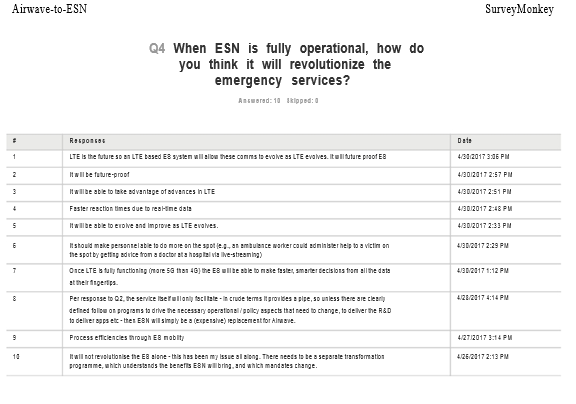 Airwave-to-ESN SurveyMonkey
Q4 When ESN is fully operational, how do
you think it will revolutionize the
emergency services?
Answered: 10 Skipped: 0
# Responses Date
1 LTE is the future so an LTE based ES system will allow these comms to evolve as LTE evolves. It will future proof ES 4/30/2017 3:06 PM
2 It will be future-proof 4/30/2017 2:57 PM
3 It will be able to take advantage of advances in LTE 4/30/2017 2:51 PM
4 Faster reaction times due to real-time data 4/30/2017 2:48 PM
5 It will be able to evolve and improve as LTE evolves. 4/30/2017 2:33 PM
6 It should make personnel able to do more on the spot (e.g., an ambulance worker could administer help to a victim on 4/30/2017 2:29 PM
the spot by getting advice from a doctor at a hospital via live-streaming)
7 Once LTE is fully functioning (more 5G than 4G) the ES will be able to make faster, smarter decisions from all the data 4/30/2017 1:12 PM
at their fingertips.
8 Per response to Q2, the service itself will only facilitate - in crude terms it provides a pipe, so unless there are clearly 4/28/2017 4:14 PM
defined follow on programs to drive the necessary operational / policy aspects that need to change, to deliver the R&D
to deliver apps etc - then ESN will simply be a (expensive) replacement for Airwave.
9 Process efficiencies through ES mobility 4/27/2017 3:14 PM
10 It will not revolutionise the ES alone - this has been my issue all along. There needs to be a separate transformation 4/26/2017 2:13 PM
programme, which understands the benefits ESN will bring, and which mandates change.